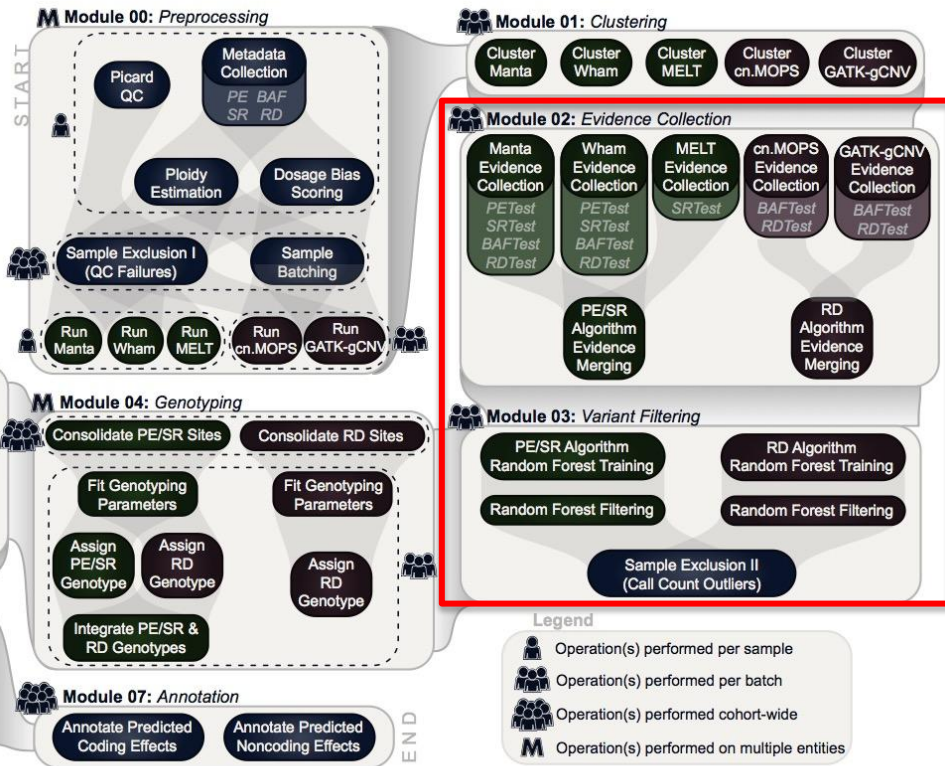 M Module 00: Preprocessing
START
Picard
QC
Metadata
Collection
PE BAF
SR RD
Ploidy
Estimation
Dosage Bias
Scoring
Sample Exclusion I
(QC Failures)
Sample
Batching
Run
Manta
Run
Wham
Run
MELT
Run
cn.MOPS
Run
GATK-gCNV
Module 01: Clustering
Cluster
Manta
Cluster
Wham
Cluster
MELT
Cluster
cn.MOPS
Cluster
GATK-gCNV
Module 02: Evidence Collection
Manta
Evidence
Collection
PETest
SRTest
BAFTest
RDTest
Wham
Evidence
Collection
PETest
SRTest
BAFTest
RDTest
MELT
Evidence
Collection
SRTest
cn.MOPS
Evidence
Collection
BAFTest
RDTest
GATK-gCNV
Evidence
Collection
BAFTest
RDTest
PE/SR
Algorithm
Evidence
Merging
RD
Algorithm
Evidence
Merging
Module 03: Variant Filtering
PE/SR Algorithm
Random Forest Training
RD Algorithm
Random Forest Training
Random Forest Filtering
Random Forest Filtering
Sample Exclusion II
(Call Count Outliers)
M Module 04: Genotyping
Consolidate PE/SR Sites
Consolidate RD Sites
Fit Genotyping
Parameters
Fit Genotyping
Parameters
Assign
PE/SR
Genotype
Assign
RD
Genotype
Assign
RD
Genotype
Integrate PE/SR &
RD Genotypes
Module 07: Annotation
Annotate Predicted
Coding Effects
Annotate Predicted
Noncoding Effects
END
Legend
Operation(s) performed per sample
Operation(s) performed per batch
Operation(s) performed cohort-wide
M Operation(s) performed on multiple entities